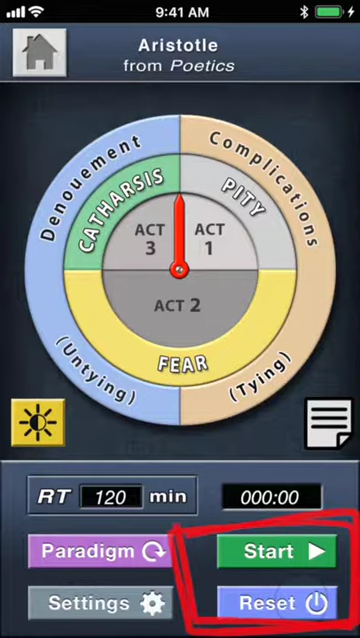 9:41 AM
Aristotle
from Poetics
Denouement
Complications
CATHARSIS
PITY
ACT
3
ACT
1
ACT 2
FEAR
(Untying)
(Tying)
RT 120 min
000:00
Paradigm
Start
Settings
Reset